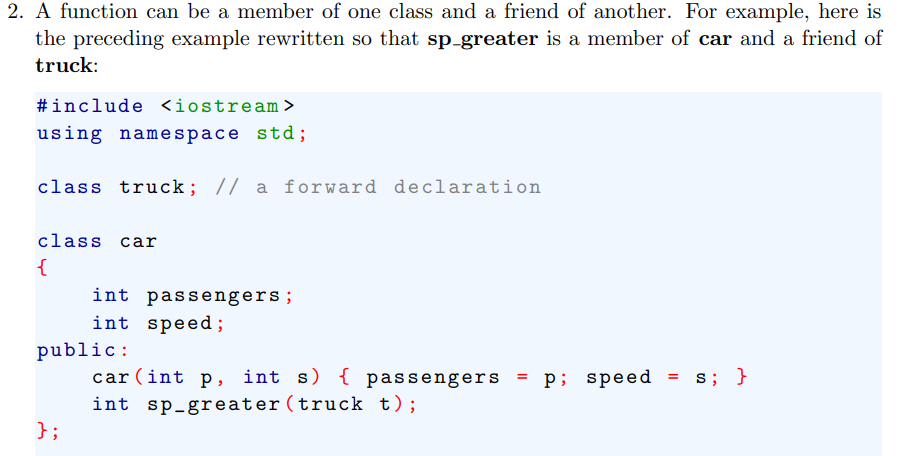 2. A function can be a member of one class and a friend of another. For example, here is
the preceding example rewritten so that sp_greater is a member of car and a friend of
truck:
#include <iostream>
using namespace std;
class truck; // a forward declaration
class car
{
int passengers;
int speed;
public:
car(int p, int s) { passengers = p; speed = s; }
int sp_greater(truck t);
};